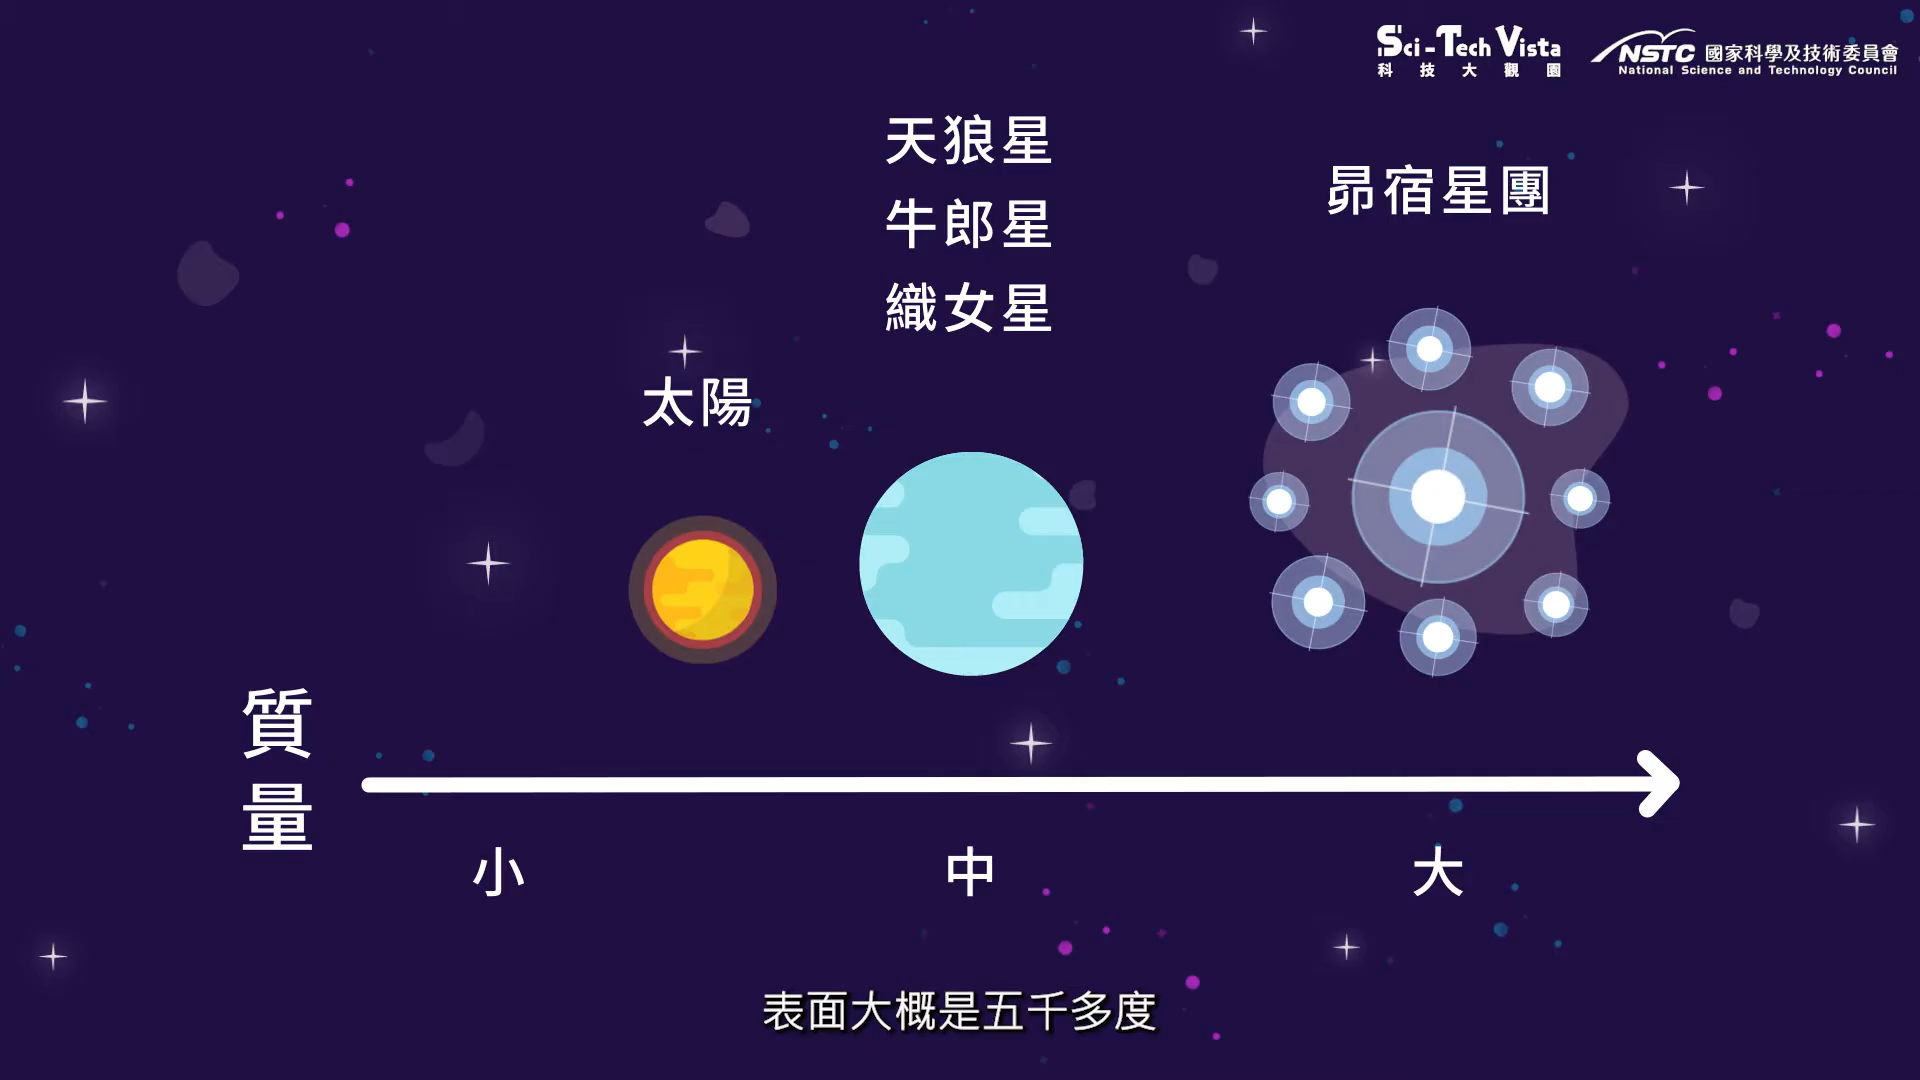 Sci-Tech Vista
科技大觀園
NSTC 國家科學及技術委員會
National Science and Technology Council
天狼星
牛郎星
織女星
昴宿星團
太陽
質量
小
中
大
表面大概是五千多度